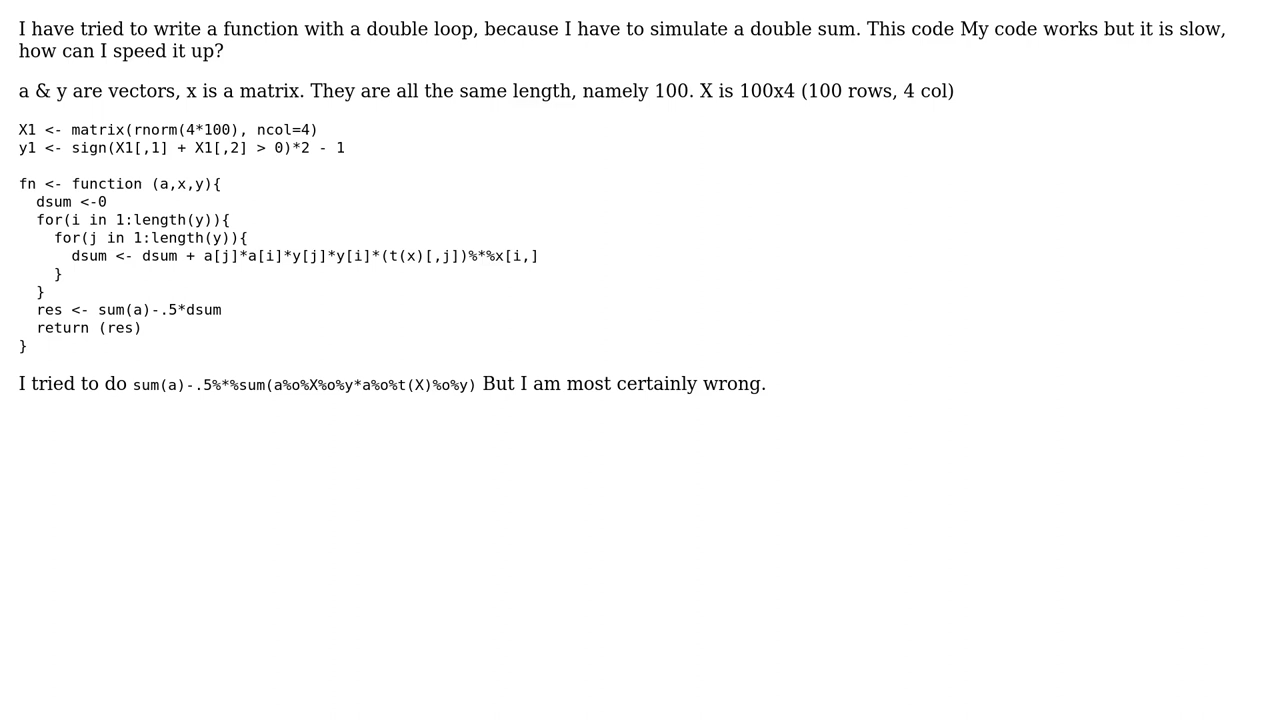 I have tried to write a function with a double loop, because I have to simulate a double sum. This code My code works but it is slow,
how can I speed it up?
a & y are vectors, x is a matrix. They are all the same length, namely 100. X is 100x4 (100 rows, 4 col)
X1 <- matrix(rnorm(4*100), ncol=4)
y1 <- sign(X1[,1] + X1[,2] > 0)*2 - 1
fn <- function (a,x,y){
  dsum <-0
  for(i in 1:length(y)){
    for(j in 1:length(y)){
      dsum <- dsum + a[j]*a[i]*y[j]*y[i]*(t(x)[,j])%*%x[i,]
    }
  }
  res <- sum(a)-.5*dsum
  return (res)
}
I tried to do sum(a)-.5%*%sum(a%o%X%o%y*a%o%t(X)%o%y) But I am most certainly wrong.